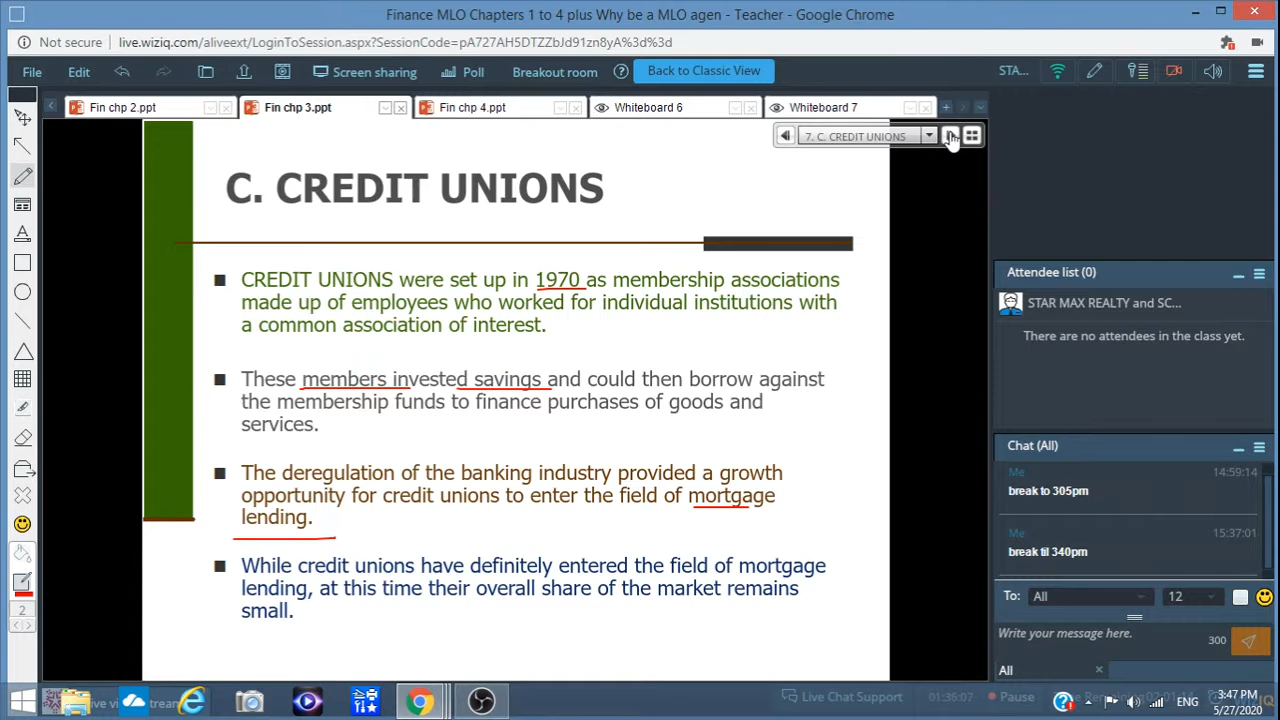 Finance MLO Chapters 1 to 4 plus Why be a MLO agen - Teacher - Google Chrome
Not secure | live.wiziq.com/aliveext/LoginToSession.aspx?SessionCode=pA727AH5DTZZbJd91zn8yA%3d%3d
File Edit Screen sharing Poll Breakout room Back to Classic View STA...
Fin chp 2.ppt Fin chp 3.ppt Fin chp 4.ppt Whiteboard 6 Whiteboard 7
7. C. CREDIT UNIONS
C. CREDIT UNIONS
CREDIT UNIONS were set up in 1970 as membership associations
made up of employees who worked for individual institutions with
a common association of interest.
These members invested savings and could then borrow against
the membership funds to finance purchases of goods and
services.
The deregulation of the banking industry provided a growth
opportunity for credit unions to enter the field of mortgage
lending.
While credit unions have definitely entered the field of mortgage
lending, at this time their overall share of the market remains
small.
2
Attendee list (0)
STAR MAX REALTY and SC...
There are no attendees in the class yet.
Chat (All)
Me 14:59:14
break to 305pm
Me 15:37:01
break til 340pm
To: All 12
Write your message here. 300
All
Live Chat Support 01:36:07 Pause
ENG
3:47 PM
5/27/2020